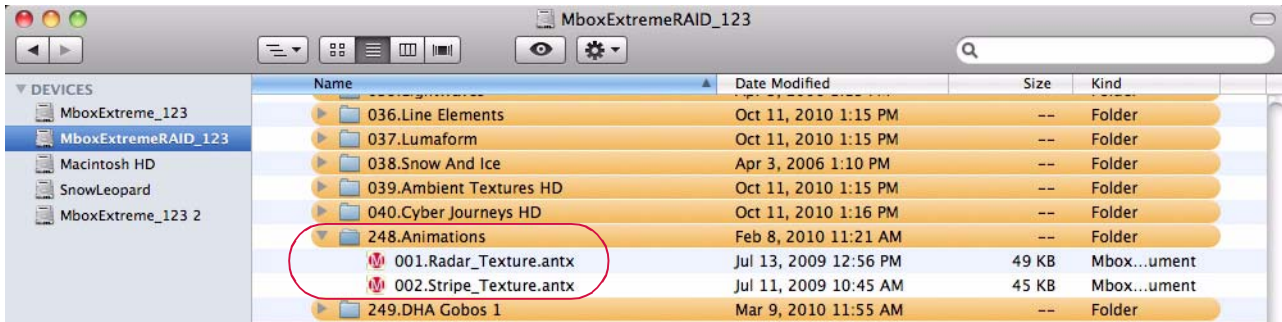 MboxExtremeRAID_123
DEVICES
MboxExtreme_123
MboxExtremeRAID_123
Macintosh HD
SnowLeopard
MboxExtreme_123 2
Name Date Modified Size Kind
036.Line Elements Oct 11, 2010 1:15 PM -- Folder
037.Lumaform Oct 11, 2010 1:15 PM -- Folder
038.Snow And Ice Apr 3, 2006 1:10 PM -- Folder
039.Ambient Textures HD Oct 11, 2010 1:15 PM -- Folder
040.Cyber Journeys HD Oct 11, 2010 1:16 PM -- Folder
248.Animations Feb 8, 2010 11:21 AM -- Folder
001.Radar_Texture.antx Jul 13, 2009 12:56 PM 49 KB Mbox...ument
002.Stripe_Texture.antx Jul 11, 2009 10:45 AM 45 KB Mbox...ument
249.DHA Gobos 1 Mar 9, 2010 11:55 AM -- Folder